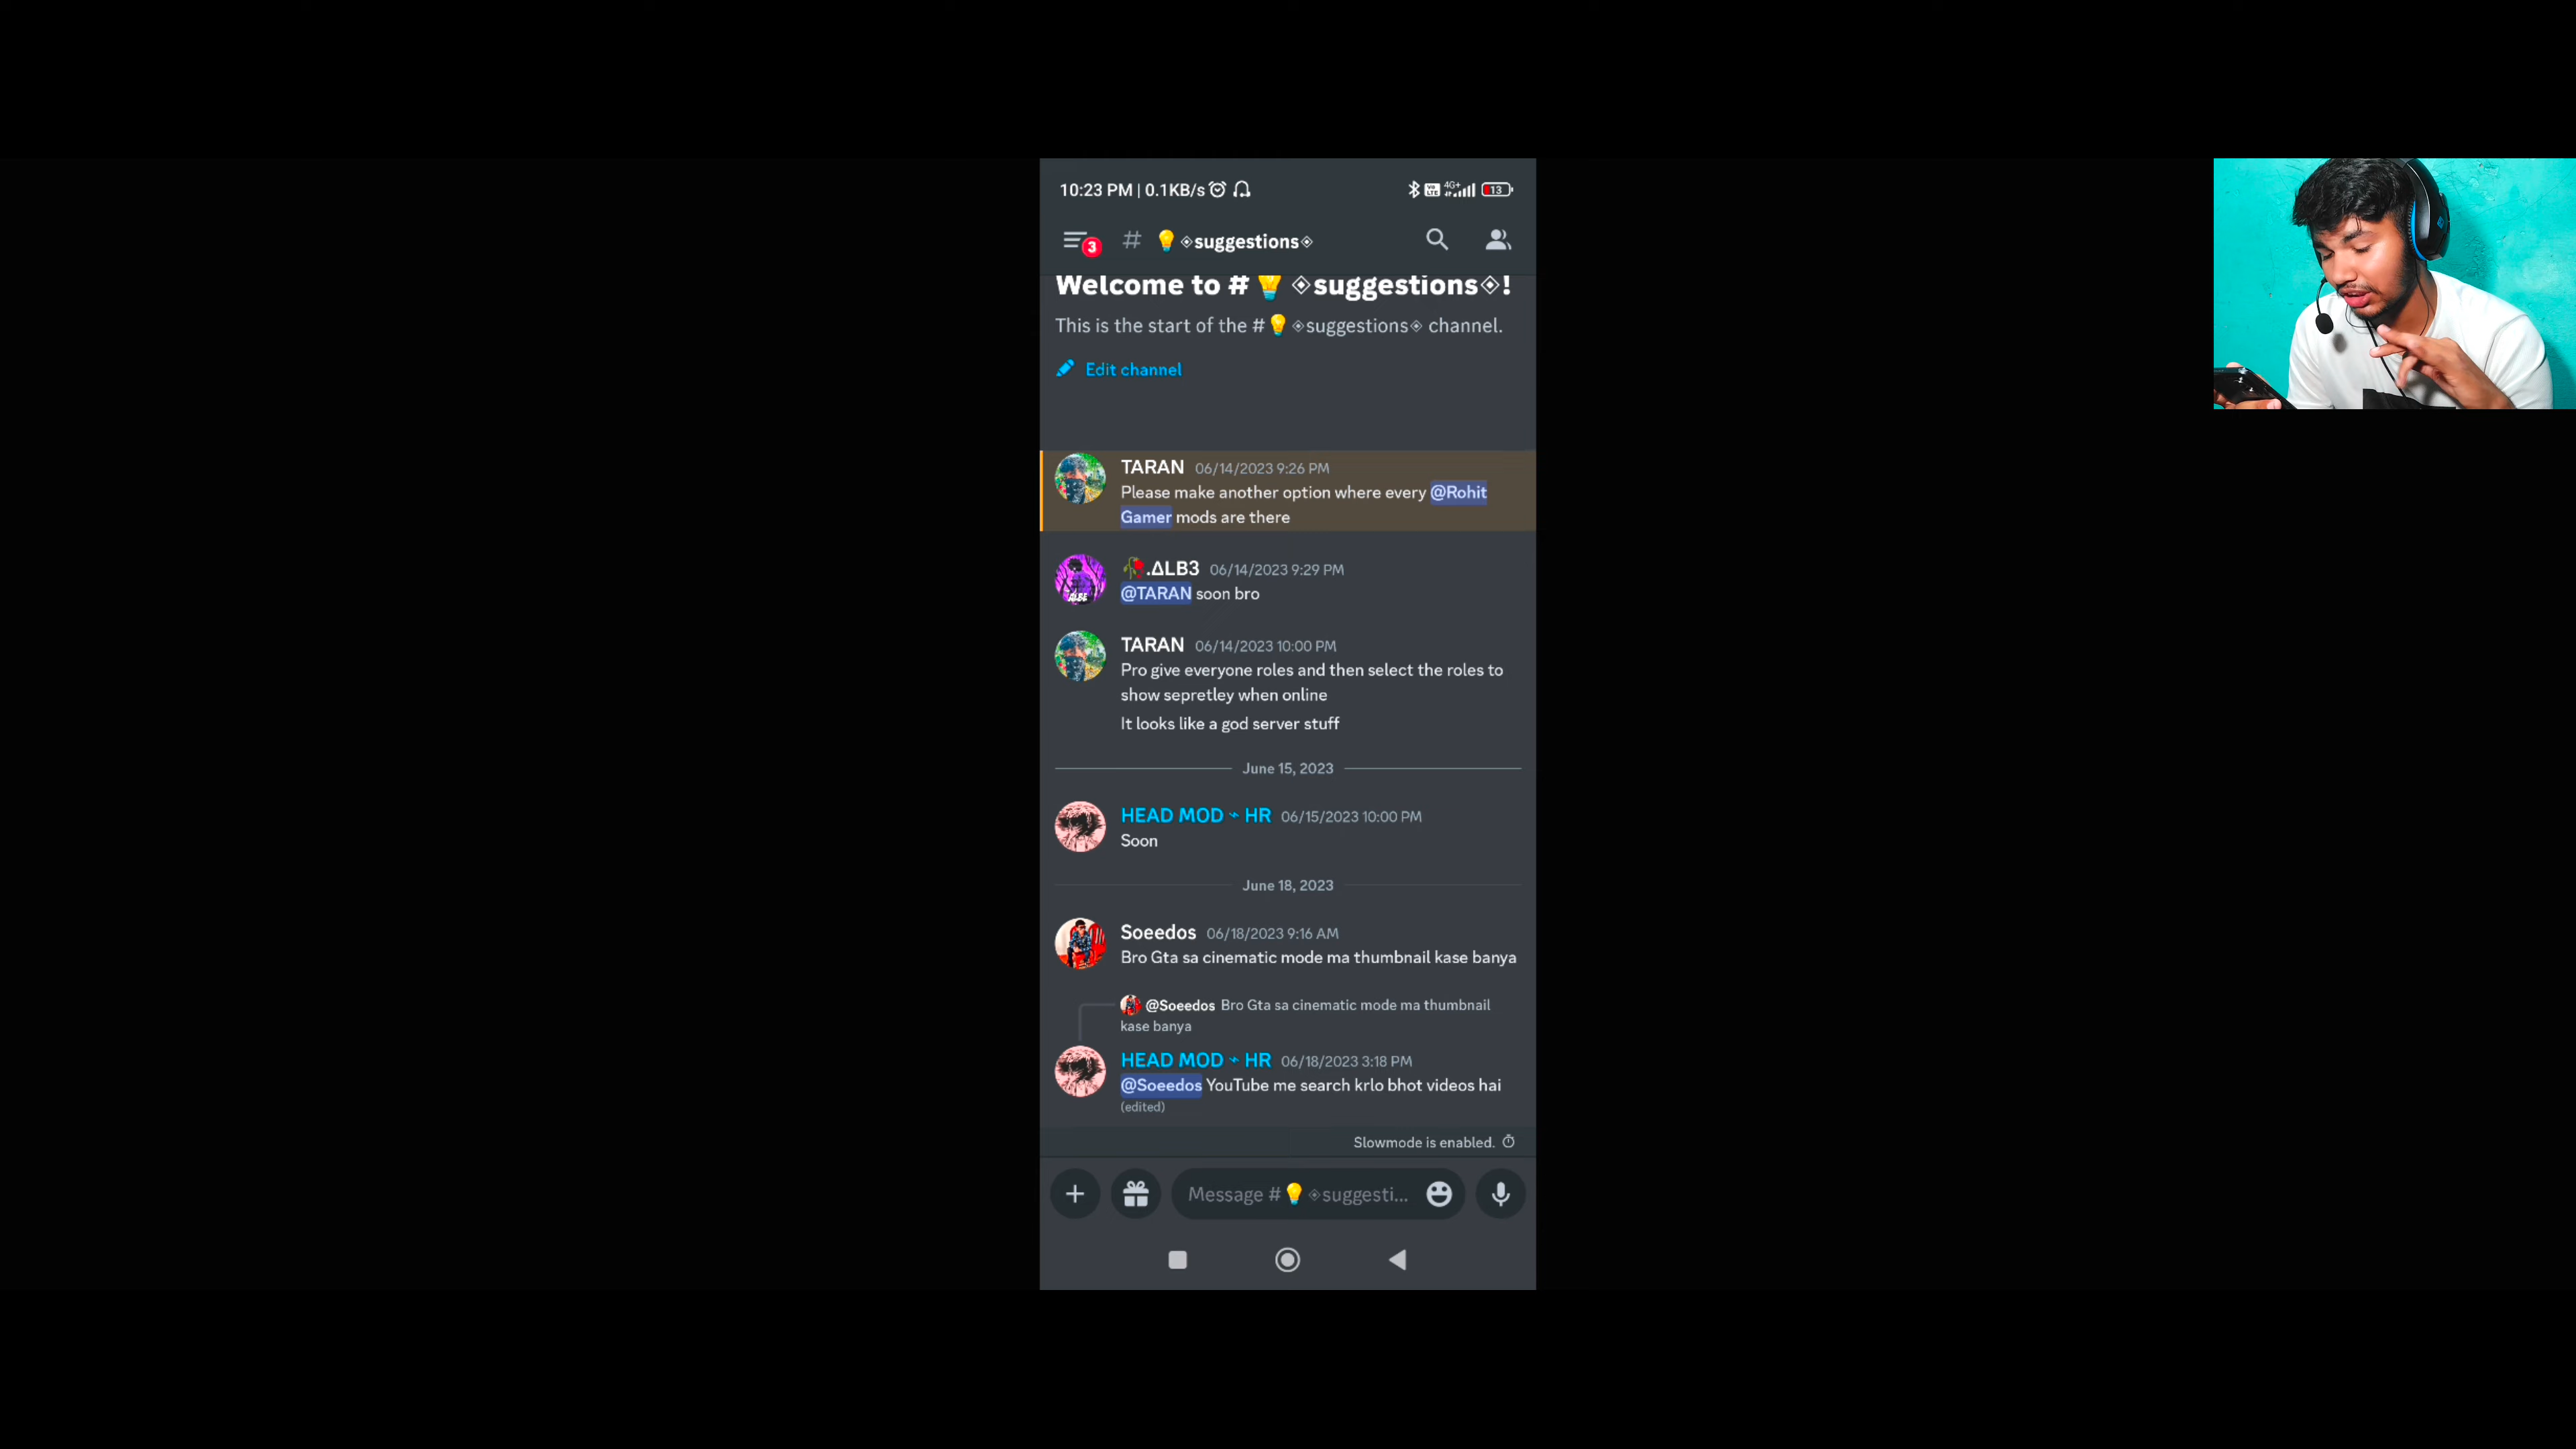 10:23 PM | 0.1KB/s
4G+
13
3
# 💡◈suggestions◈
Welcome to #💡◈suggestions◈!
This is the start of the #💡◈suggestions◈ channel.
Edit channel
TARAN 06/14/2023 9:26 PM
Please make another option where every @Rohit
Gamer mods are there
🥀.ΔLB3 06/14/2023 9:29 PM
@TARAN soon bro
TARAN 06/14/2023 10:00 PM
Pro give everyone roles and then select the roles to
show sepretley when online
It looks like a god server stuff
June 15, 2023
HEAD MOD ~ HR 06/15/2023 10:00 PM
Soon
June 18, 2023
Soeedos 06/18/2023 9:16 AM
Bro Gta sa cinematic mode ma thumbnail kase banya
@Soeedos Bro Gta sa cinematic mode ma thumbnail
kase banya
HEAD MOD ~ HR 06/18/2023 3:18 PM
@Soeedos YouTube me search krlo bhot videos hai
(edited)
Slowmode is enabled.
Message #💡◈suggesti...